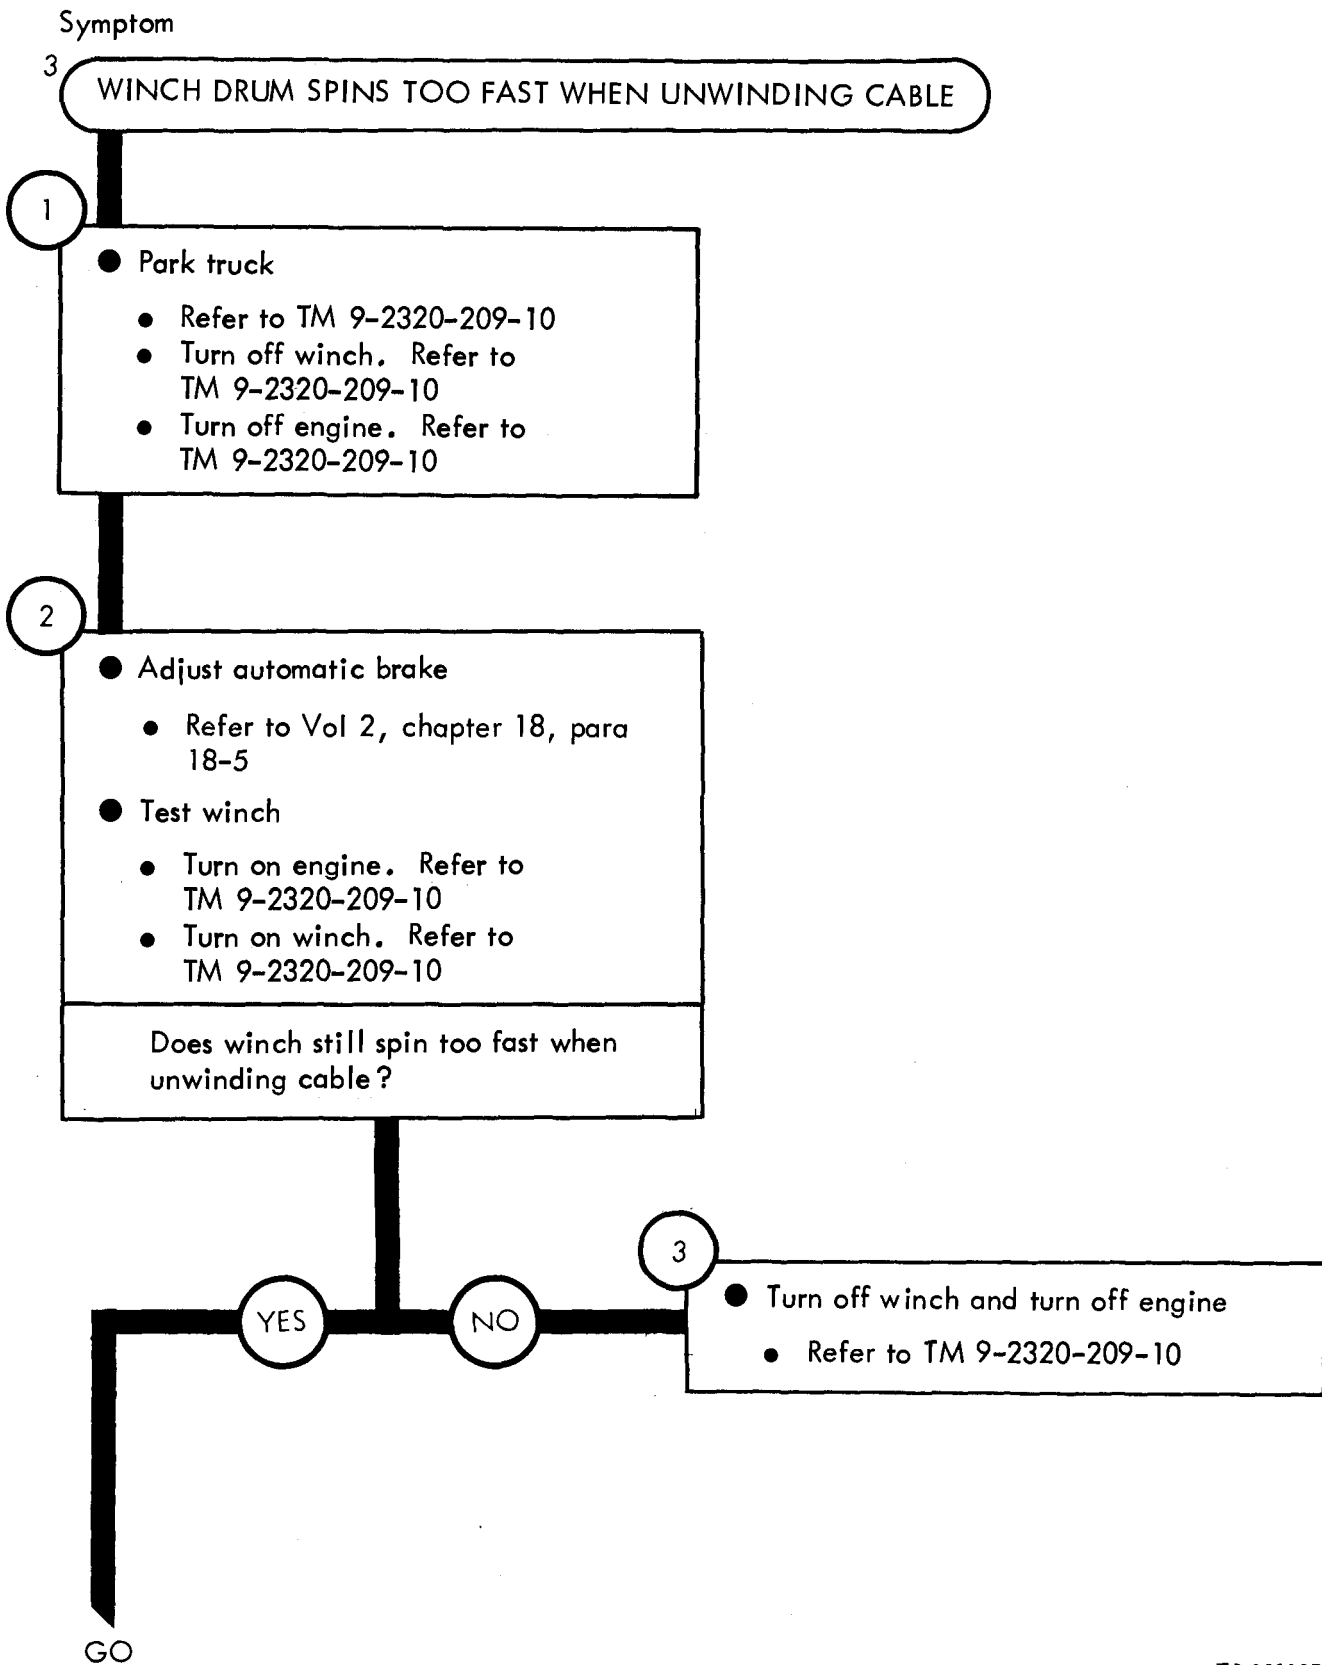 Symptom
3
WINCH DRUM SPINS TOO FAST WHEN UNWINDING CABLE
1
● Park truck
● Refer to TM 9-2320-209-10
● Turn off winch. Refer to
TM 9-2320-209-10
● Turn off engine. Refer to
TM 9-2320-209-10
2
● Adjust automatic brake
● Refer to Vol 2, chapter 18, para
18-5
● Test winch
● Turn on engine. Refer to
TM 9-2320-209-10
● Turn on winch. Refer to
TM 9-2320-209-10
Does winch still spin too fast when
unwinding cable?
YES
NO
3
● Turn off winch and turn off engine
● Refer to TM 9-2320-209-10
GO